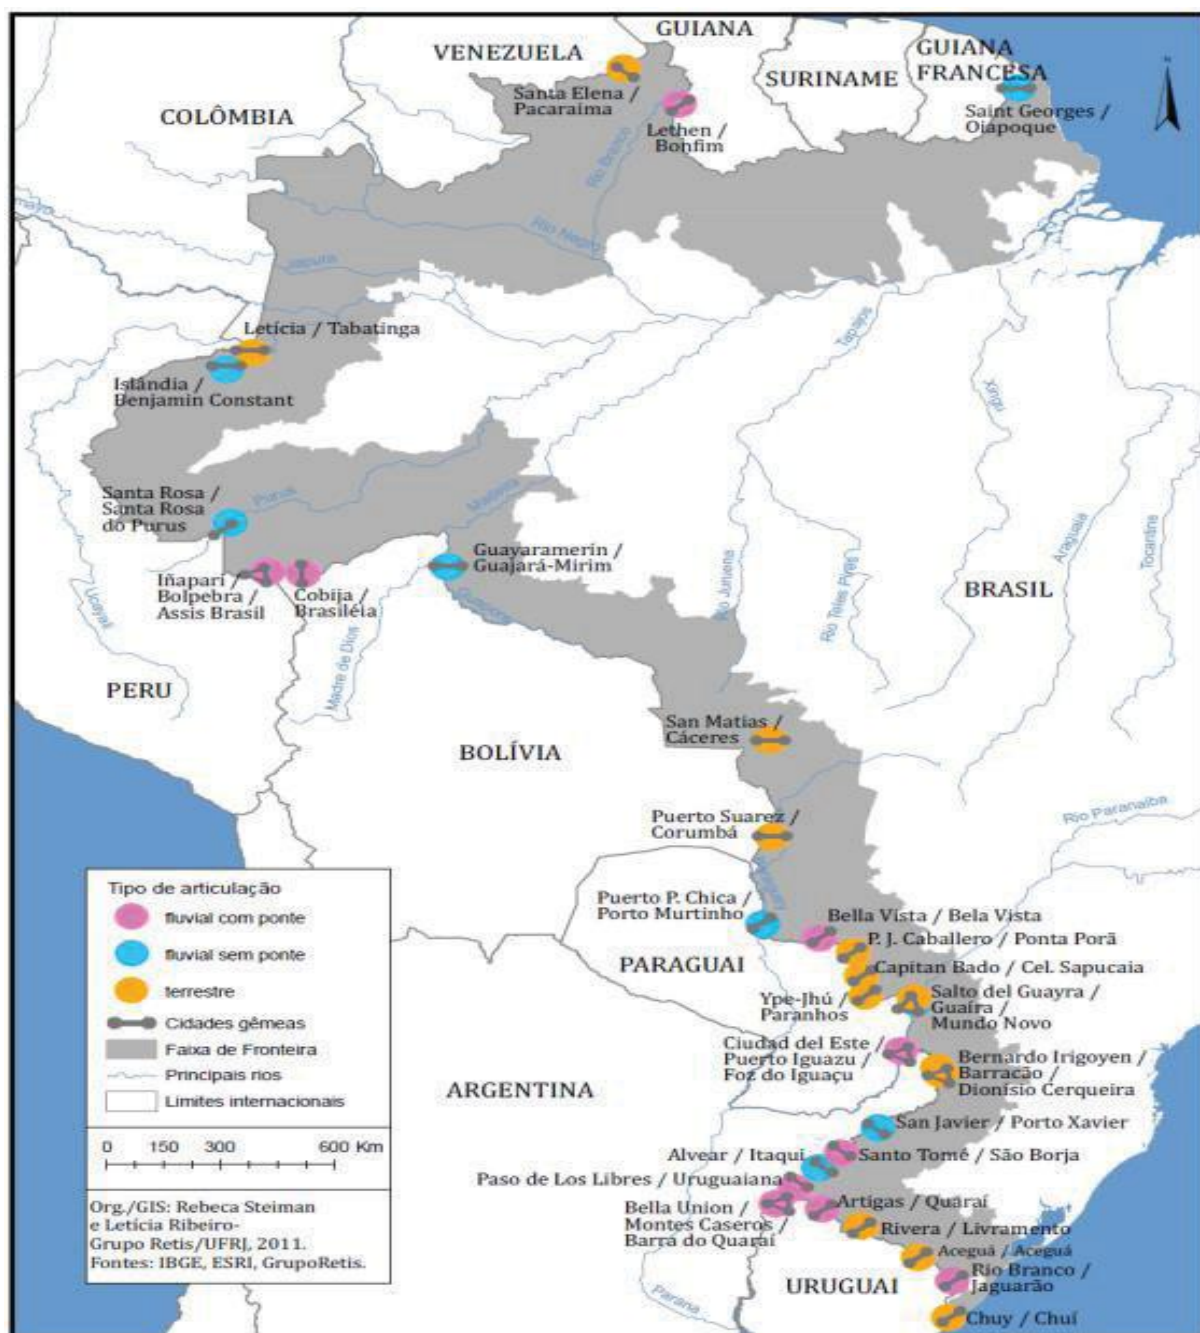 GUIANA
VENEZUELA
GUIANA
FRANCESA
SURINAME
Santa Elena /
Pacaraima
Saint Georges /
Oiapoque
COLÔMBIA
Lethen /
Bonfim
Rio Branco
Rio Negro
Japurá
Letícia / Tabatinga
Tapajós
Islândia /
Benjamin Constant
Xingu
Santa Rosa /
Santa Rosa
do Purus
Purus
Madeira
Guayaramerín /
Guajará-Mirim
Araguaia
Tocantins
Rio Juruena
Rio Teles Pires
BRASIL
Iñapari /
Bolpebra /
Assis Brasil
Cobija /
Brasiléia
Ucayali
Guaporé
Madre de Dios
PERU
San Matias /
Cáceres
BOLÍVIA
Puerto Suarez /
Corumbá
Rio Paranaíba
Puerto P. Chica /
Porto Murtinho
Bella Vista / Bela Vista
P. J. Caballero / Ponta Porã
PARAGUAI
Capitan Bado / Cel. Sapucaia
Ype-Jhú /
Paranhos
Salto del Guayra /
Guaíra /
Mundo Novo
Ciudad del Este /
Puerto Iguazu /
Foz do Iguaçu
Bernardo Irigoyen /
Barracão /
Dionísio Cerqueira
ARGENTINA
San Javier / Porto Xavier
Alvear / Itaqui
Santo Tomé / São Borja
Paso de Los Libres / Uruguaiana
Bella Union /
Montes Caseros /
Barra do Quaraí
Artigas / Quaraí
Rivera / Livramento
Aceguá / Aceguá
Rio Branco /
Jaguarão
URUGUAI
Paraná
Chuy / Chuí
Tipo de articulação
fluvial com ponte
fluvial sem ponte
terrestre
Cidades gêmeas
Faixa de Fronteira
Principais rios
Limites internacionais
0 150 300 600 Km
Org./GIS: Rebeca Steiman
e Letícia Ribeiro-
Grupo Retis/UFRJ, 2011.
Fontes: IBGE, ESRI, GrupoRetis.